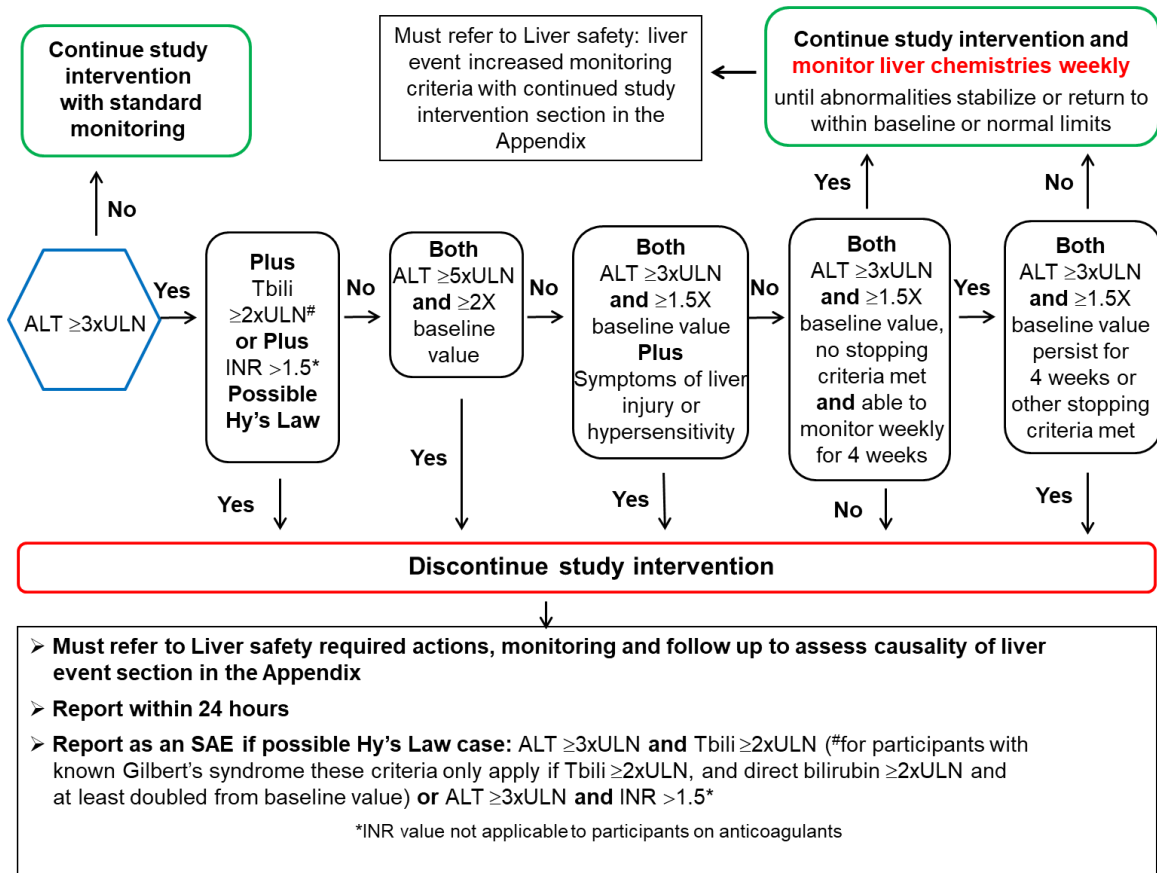 Continue study
intervention
with standard
monitoring
Must refer to Liver safety: liver
event increased monitoring
criteria with continued study
intervention section in the
Appendix
Continue study intervention and
monitor liver chemistries weekly
until abnormalities stabilize or return to
within baseline or normal limits
No
Yes
No
ALT ≥3xULN
Yes
Plus
Tbili
≥2xULN#
or Plus
INR >1.5*
Possible
Hy's Law
No
Both
ALT ≥5xULN
and ≥2X
baseline
value
No
Both
ALT ≥3xULN
and ≥1.5X
baseline value
Plus
Symptoms of liver
injury or
hypersensitivity
No
Both
ALT ≥3xULN
and ≥1.5X
baseline value,
no stopping
criteria met
and able to
monitor weekly
for 4 weeks
Yes
Both
ALT ≥3xULN
and ≥1.5X
baseline value
persist for
4 weeks or
other stopping
criteria met
Yes
Yes
Yes
No
Yes
Discontinue study intervention
➢ Must refer to Liver safety required actions, monitoring and follow up to assess causality of liver
event section in the Appendix
➢ Report within 24 hours
➢ Report as an SAE if possible Hy's Law case: ALT ≥3xULN and Tbili ≥2xULN (#for participants with
known Gilbert's syndrome these criteria only apply if Tbili ≥2xULN, and direct bilirubin ≥2xULN and
at least doubled from baseline value) or ALT ≥3xULN and INR >1.5*
*INR value not applicable to participants on anticoagulants